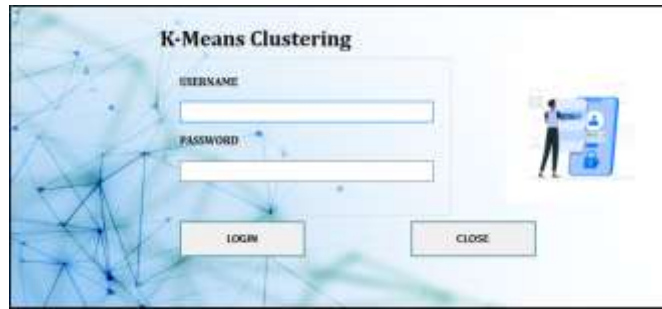 K-Means Clustering
USERNAME
PASSWORD
LOGIN
CLOSE